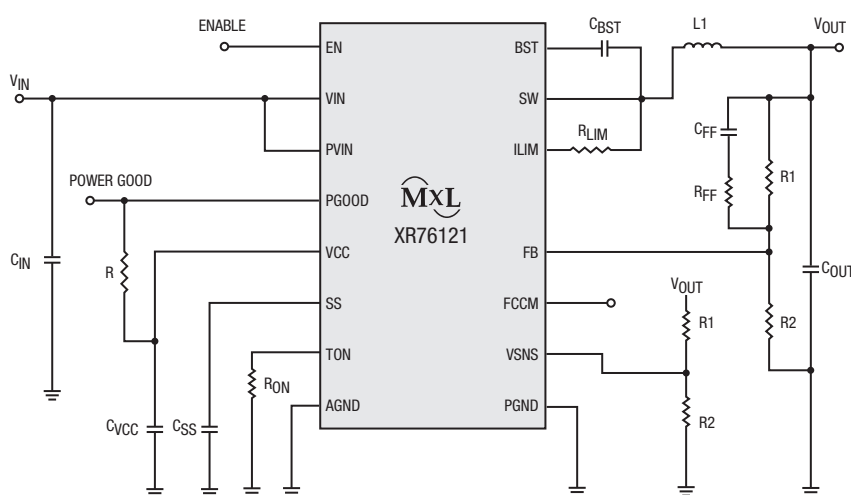 ENABLE
EN
BST
CBST
L1
VOUT
VIN
VIN
SW
PVIN
ILIM
RLIM
CFF
RFF
R1
POWER GOOD
PGOOD
MXL
XR76121
CIN
R
VCC
FB
COUT
SS
FCCM
VOUT
R1
R2
TON
RON
VSNS
AGND
PGND
R2
CVCC
CSS